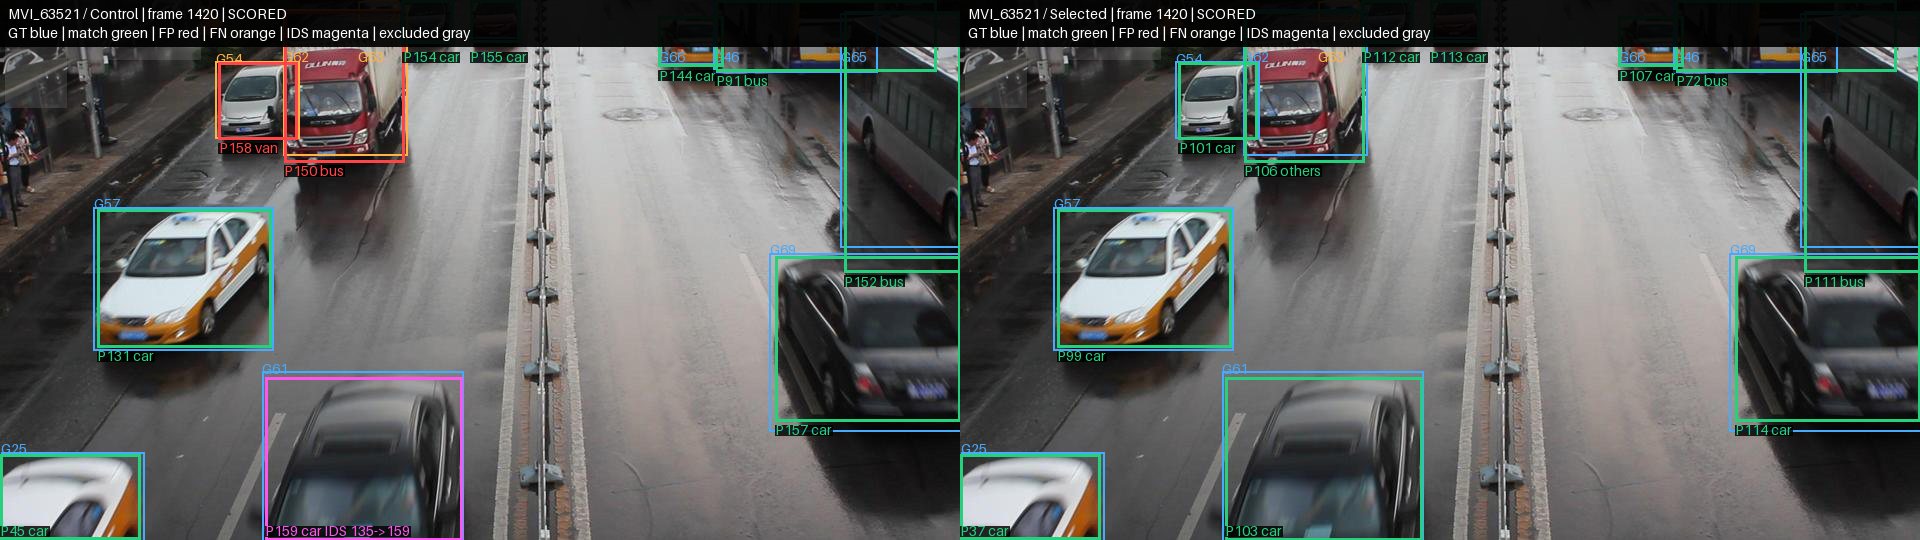 MVI_63521 / Control | frame 1420 | SCORED
GT blue | match green | FP red | FN orange | IDS magenta | excluded gray
G54
G62
G63
P154 car
P155 car
G66
G46
G65
P144 car
P91 bus
P158 van
P150 bus
G57
G69
P152 bus
P131 car
G61
P157 car
G25
P45 car
P159 car IDS 135->159
MVI_63521 / Selected | frame 1420 | SCORED
GT blue | match green | FP red | FN orange | IDS magenta | excluded gray
G54
G62
G63
P112 car
P113 car
G66
G46
G65
P107 car
P72 bus
P101 car
P106 others
G57
G69
P111 bus
P99 car
G61
P114 car
G25
P37 car
P103 car